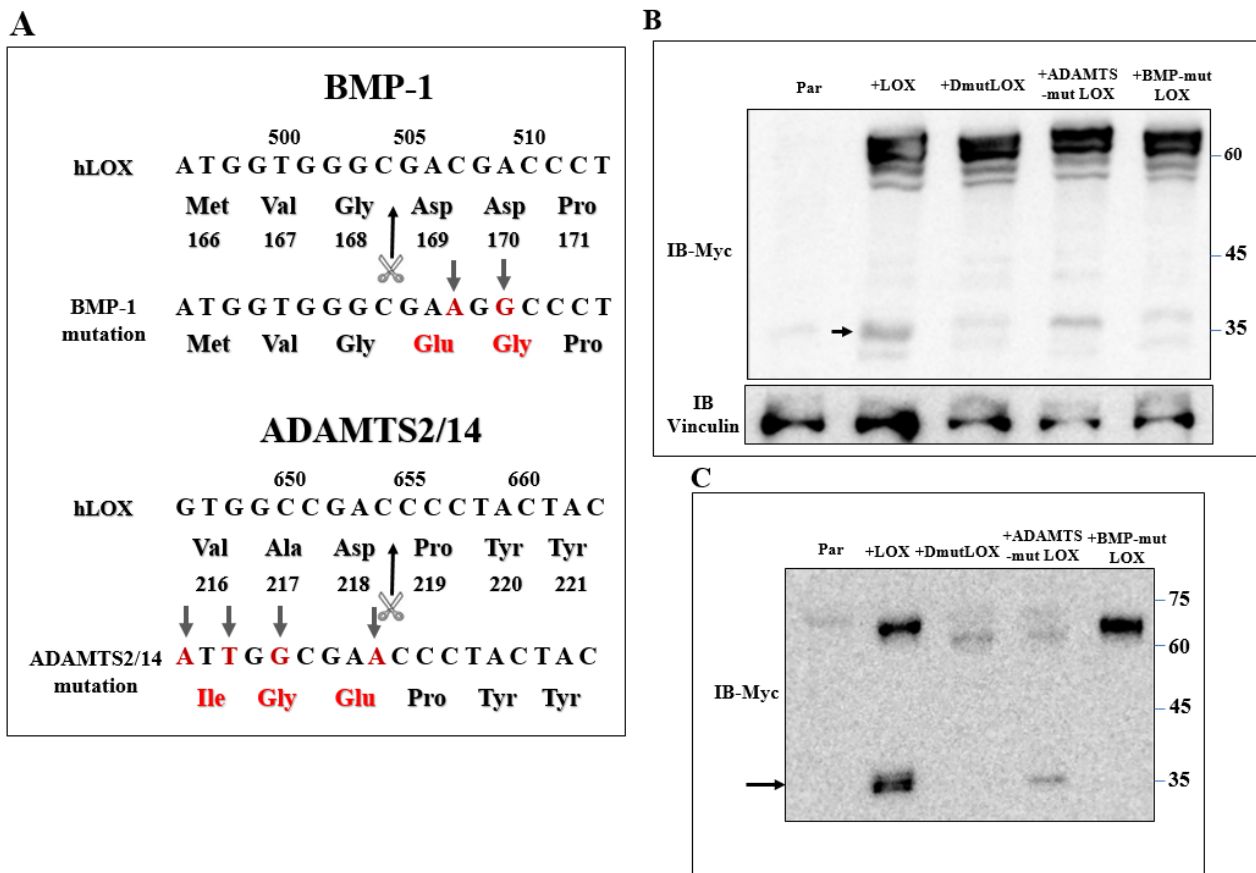 A
BMP-1
500 505 510
hLOX A T G G T G G G C G A C G A C C C T
Met Val Gly Asp Asp Pro
166 167 168 169 170 171
BMP-1 mutation A T G G T G G G C G A A G G C C C T
Met Val Gly Glu Gly Pro
ADAMTS2/14
650 655 660
hLOX G T G G C C G A C C C C T A C T A C
Val Ala Asp Pro Tyr Tyr
216 217 218 219 220 221
ADAMTS2/14 mutation A T T G G C G A A C C C T A C T A C
Ile Gly Glu Pro Tyr Tyr
B
Par +LOX +DmutLOX +ADAMTS -mut LOX +BMP-mut LOX
60
IB-Myc
45
35
IB Vinculin
C
Par +LOX +DmutLOX +ADAMTS -mut LOX +BMP-mut LOX
75
60
IB-Myc
45
35